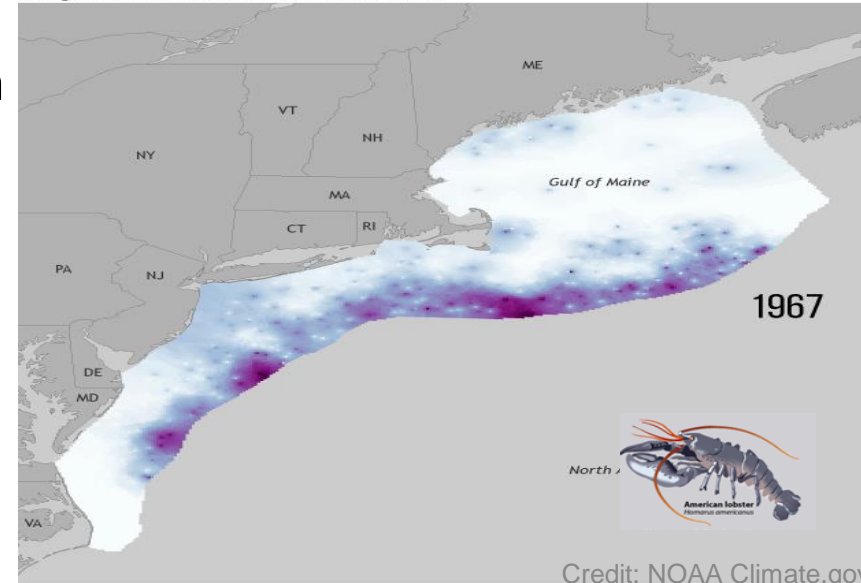 ME
VT
NH
NY
Gulf of Maine
MA
CT
RI
PA
NJ
1967
DE
MD
North
American lobster
Homarus americanus
VA
Credit: NOAA Climate.gov